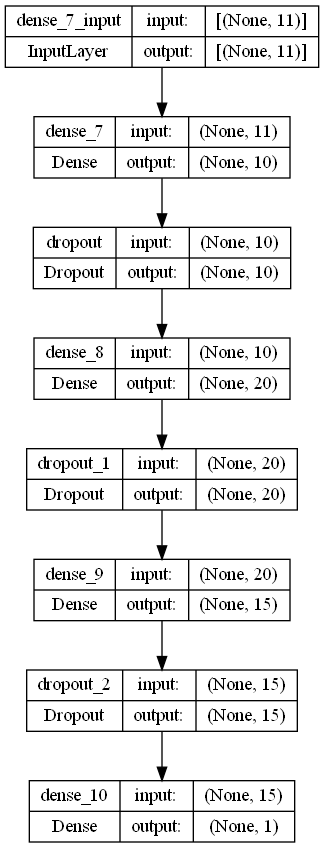 dense_7_input input: [(None, 11)]
InputLayer output: [(None, 11)]
dense_7 input: (None, 11)
Dense output: (None, 10)
dropout input: (None, 10)
Dropout output: (None, 10)
dense_8 input: (None, 10)
Dense output: (None, 20)
dropout_1 input: (None, 20)
Dropout output: (None, 20)
dense_9 input: (None, 20)
Dense output: (None, 15)
dropout_2 input: (None, 15)
Dropout output: (None, 15)
dense_10 input: (None, 15)
Dense output: (None, 1)